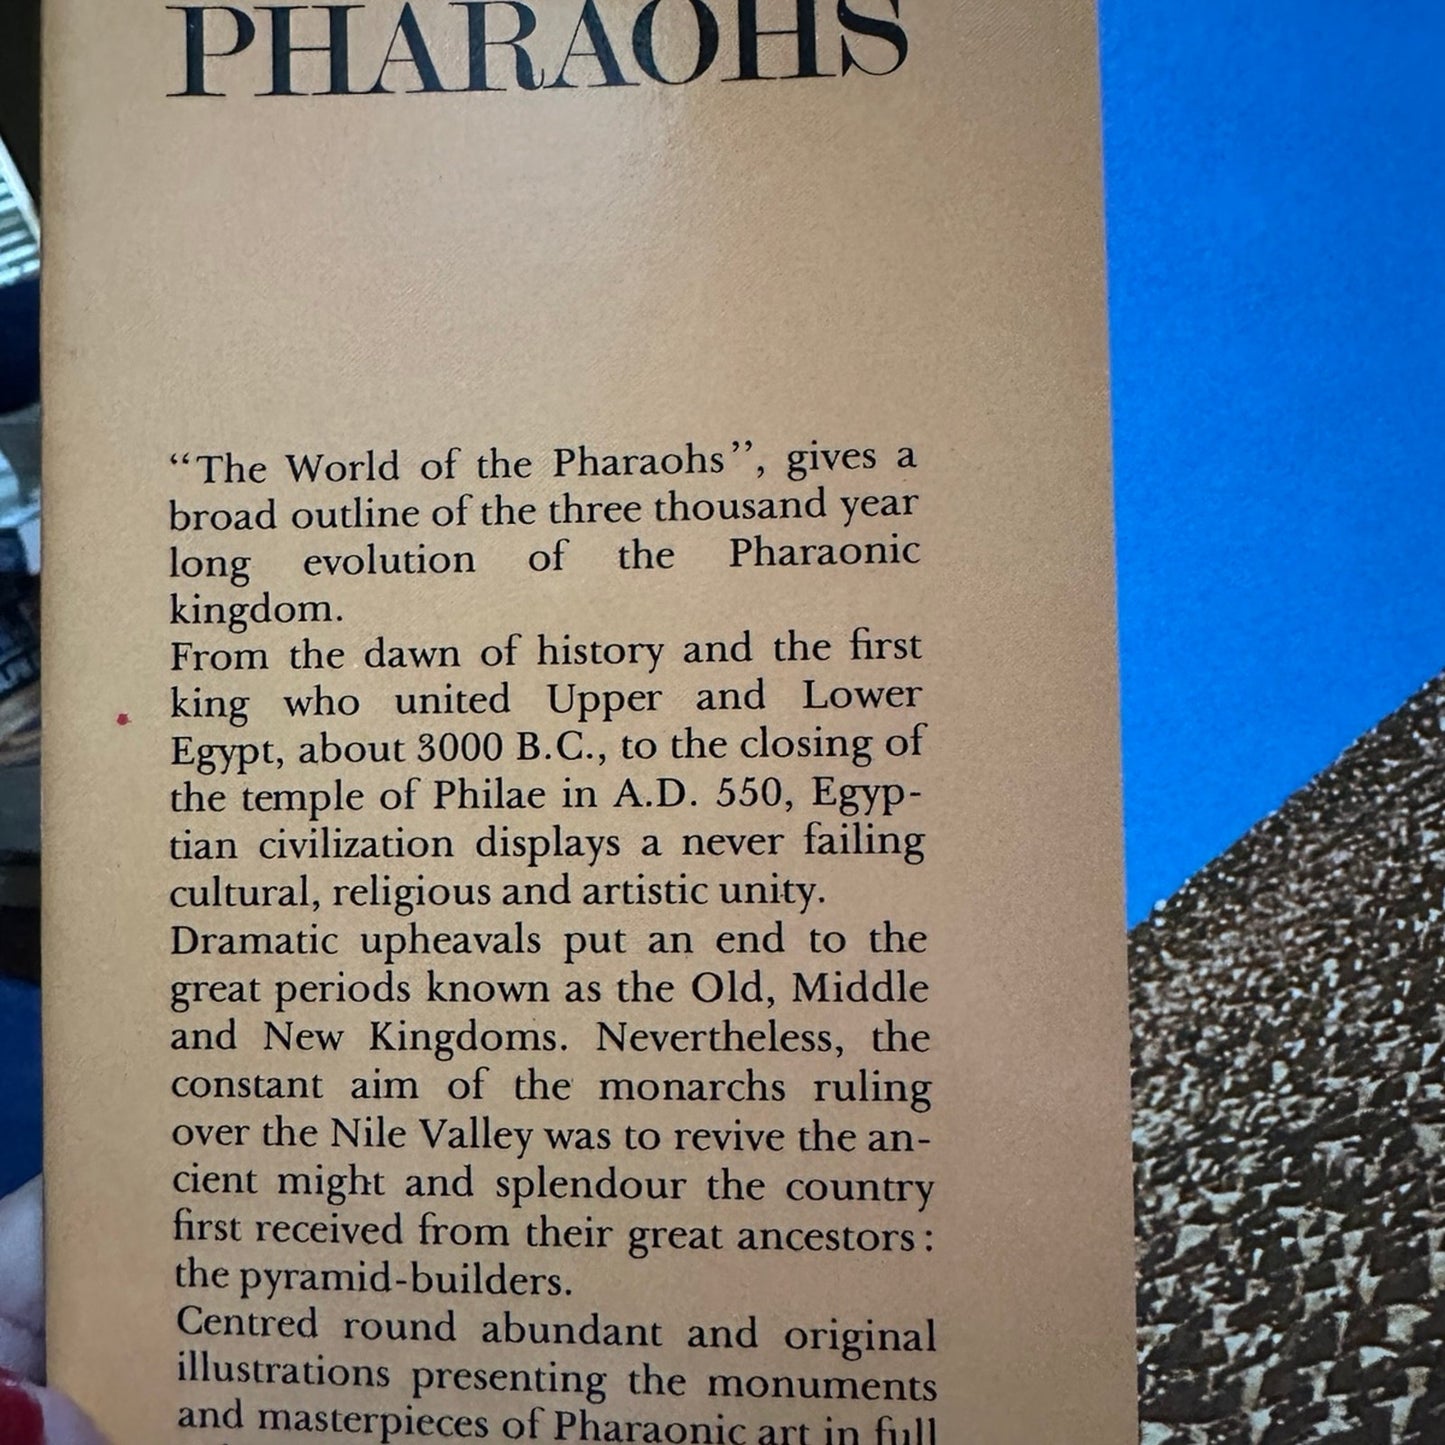 PHARAOHS
“The World of the Pharaohs”, gives a
broad outline of the three thousand year
long evolution of the Pharaonic
kingdom.
From the dawn of history and the first
king who united Upper and Lower
Egypt, about 3000 B.C., to the closing of
the temple of Philae in A.D. 550, Egyp-
tian civilization displays a never failing
cultural, religious and artistic unity.
Dramatic upheavals put an end to the
great periods known as the Old, Middle
and New Kingdoms. Nevertheless, the
constant aim of the monarchs ruling
over the Nile Valley was to revive the an-
cient might and splendour the country
first received from their great ancestors :
the pyramid-builders.
Centred round abundant and original
illustrations presenting the monuments
and masterpieces of Pharaonic art in full